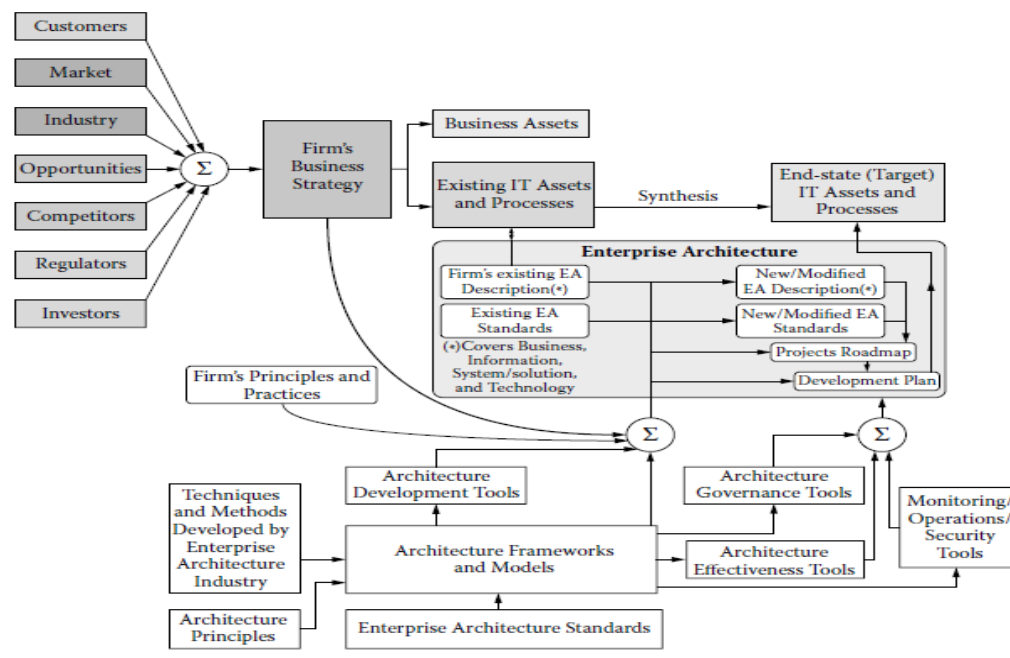 Customers
Market
Industry
Opportunities
Competitors
Regulators
Investors
Σ
Firm's
Business
Strategy
Business Assets
Existing IT Assets
and Processes
Synthesis
End-state (Target)
IT Assets and
Processes
Enterprise Architecture
Firm's existing EA
Description(*)
New/Modified
EA Description(*)
Existing EA
Standards
New/Modified EA
Standards
(*)Covers Business,
Information,
System/solution,
and Technology
Projects Roadmap
Development Plan
Firm's Principles and
Practices
Σ
Σ
Architecture
Development Tools
Architecture
Governance Tools
Monitoring/
Operations/
Security
Tools
Techniques
and Methods
Developed by
Enterprise
Architecture
Industry
Architecture Frameworks
and Models
Architecture
Effectiveness Tools
Architecture
Principles
Enterprise Architecture Standards